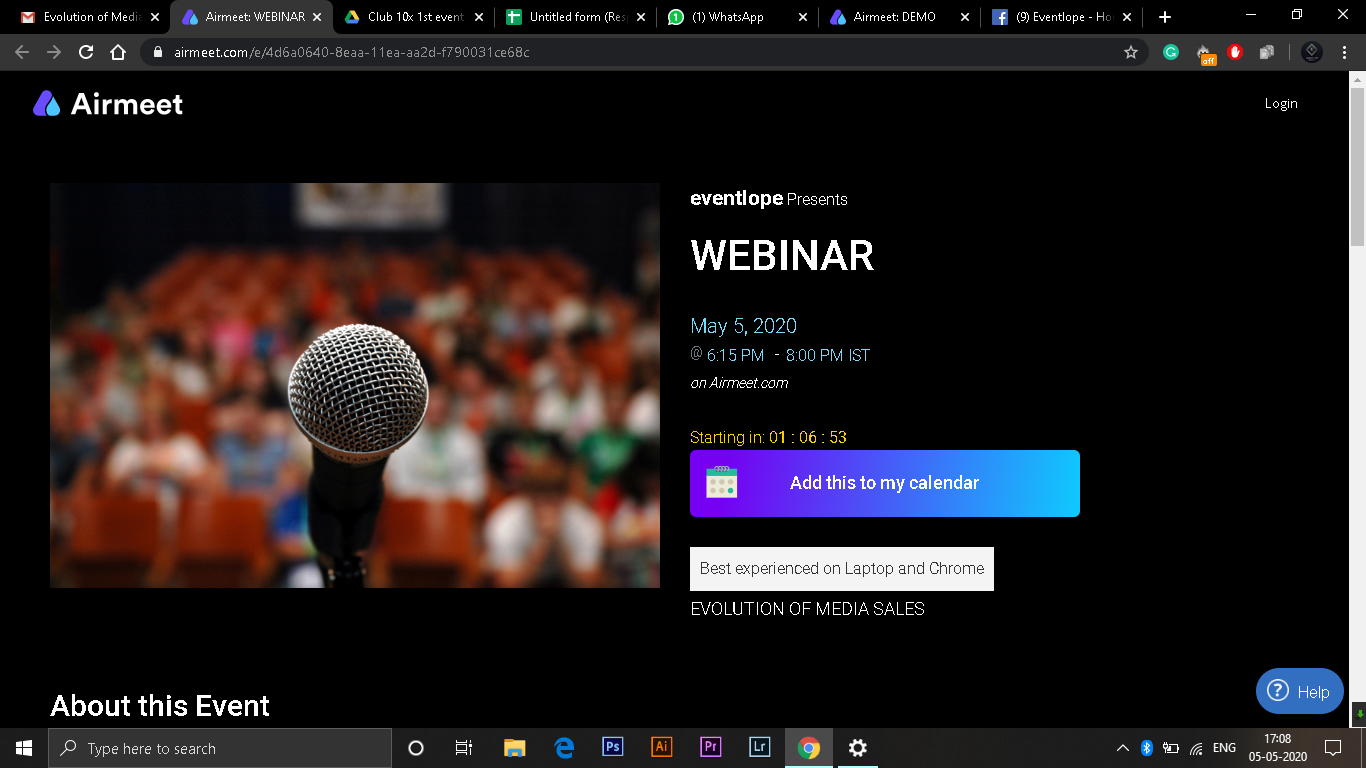 Evolution of Media
Airmeet: WEBINAR
Club 10x 1st event
Untitled form (Res
(1) WhatsApp
Airmeet: DEMO
(9) Eventlope - Ho
airmeet.com/e/4d6a0640-8eaa-11ea-aa2d-f790031ce68c
off
Airmeet
Login
eventlope Presents
WEBINAR
May 5, 2020
@ 6:15 PM - 8:00 PM IST
on Airmeet.com
Starting in: 01 : 06 : 53
Add this to my calendar
Best experienced on Laptop and Chrome
EVOLUTION OF MEDIA SALES
About this Event
Help
Type here to search
Ps
Ai
Pr
Lr
ENG
17:08
05-05-2020